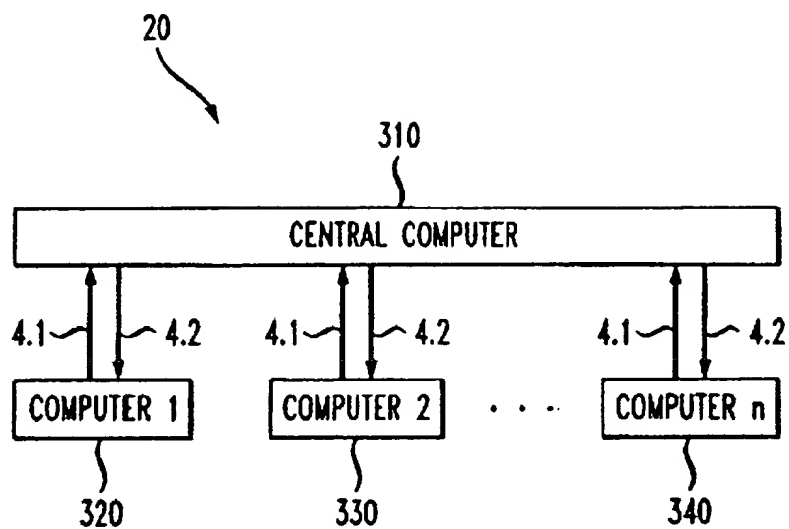 20
310
CENTRAL COMPUTER
4.1 4.2 4.1 4.2 4.1 4.2
COMPUTER 1 COMPUTER 2 . . . COMPUTER n
320 330 340